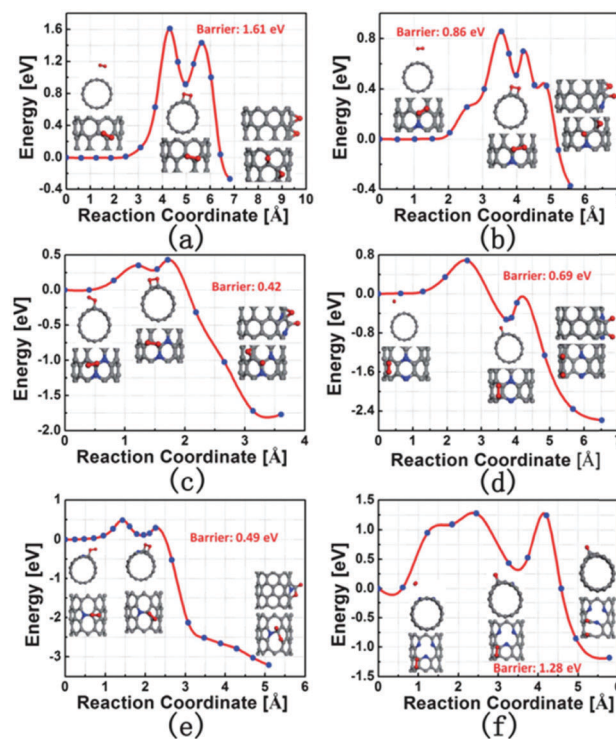 Barrier: 1.61 eV
Energy [eV]
1.6
1.2
0.8
0.4
0.0
-0.4
0 1 2 3 4 5 6 7 8 9 10
Reaction Coordinate [Å]
(a)
Barrier: 0.86 eV
Energy [eV]
0.8
0.4
0.0
-0.4
0 1 2 3 4 5 6
Reaction Coordinate [Å]
(b)
Barrier: 0.42
Energy [eV]
0.5
0.0
-0.5
-1.0
-1.5
-2.0
0 1 2 3 4
Reaction Coordinate [Å]
(c)
Barrier: 0.69 eV
Energy [eV]
0.8
0.0
-0.8
-1.6
-2.4
0 1 2 3 4 5 6
Reaction Coordinate [Å]
(d)
Barrier: 0.49 eV
Energy [eV]
1
0
-1
-2
-3
0 1 2 3 4 5 6
Reaction Coordinate [Å]
(e)
Barrier: 1.28 eV
Energy [eV]
1.5
1.0
0.5
0.0
-0.5
-1.0
-1.5
0 1 2 3 4 5
Reaction Coordinate [Å]
(f)